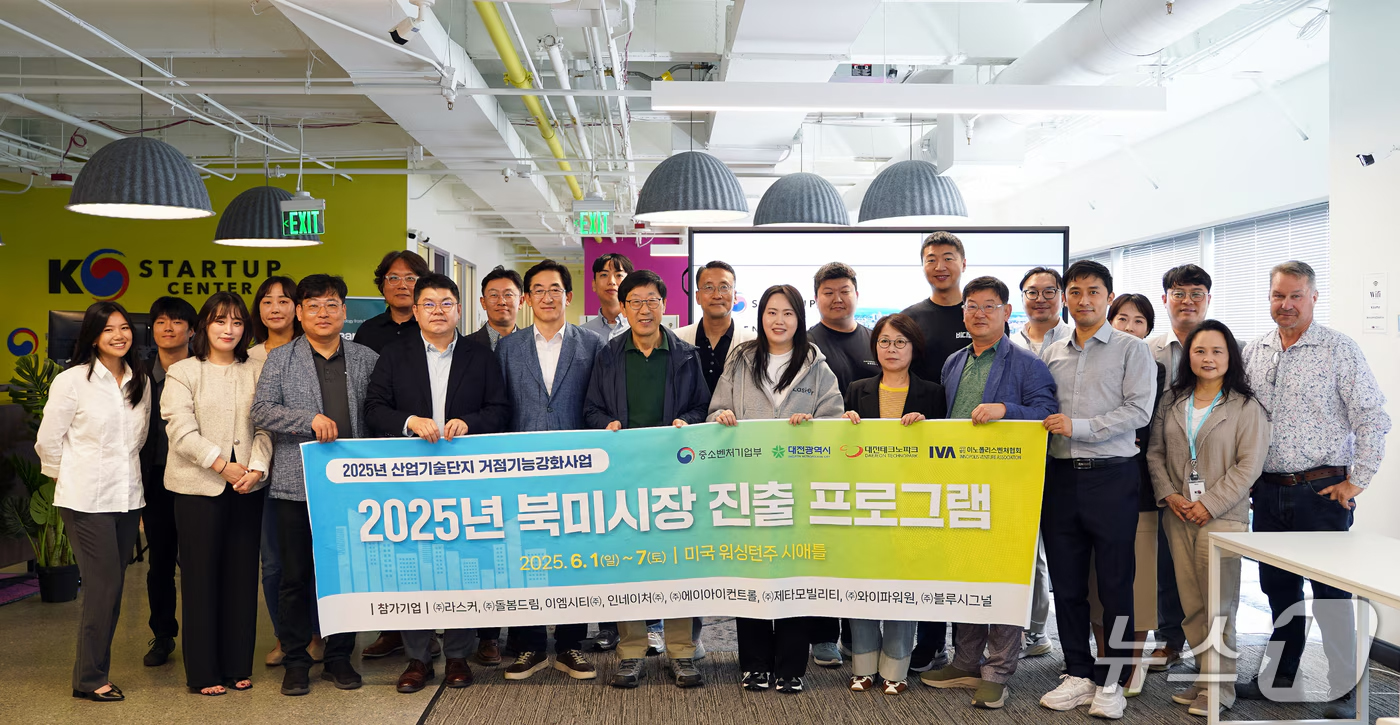 EXIT
EXIT
K STARTUP
CENTER
중소벤처기업부
대전광역시
대전테크노파크
DAEJEON TECHNOPARK
IVA
이노폴리스벤처협회
INNOPOLIS VENTURE ASSOCIATION
2025년 산업기술단지 거점기능강화사업
2025년 북미시장 진출 프로그램
2025. 6. 1(일) ~ 7(토) | 미국 워싱턴주 시애틀
| 참가기업 | ㈜라스커, ㈜돌봄드림, 이엠시티㈜, 인네이처㈜, ㈜에이아이컨트롤, ㈜제타모빌리티, ㈜와이파워원, ㈜블루시그널
뉴스1